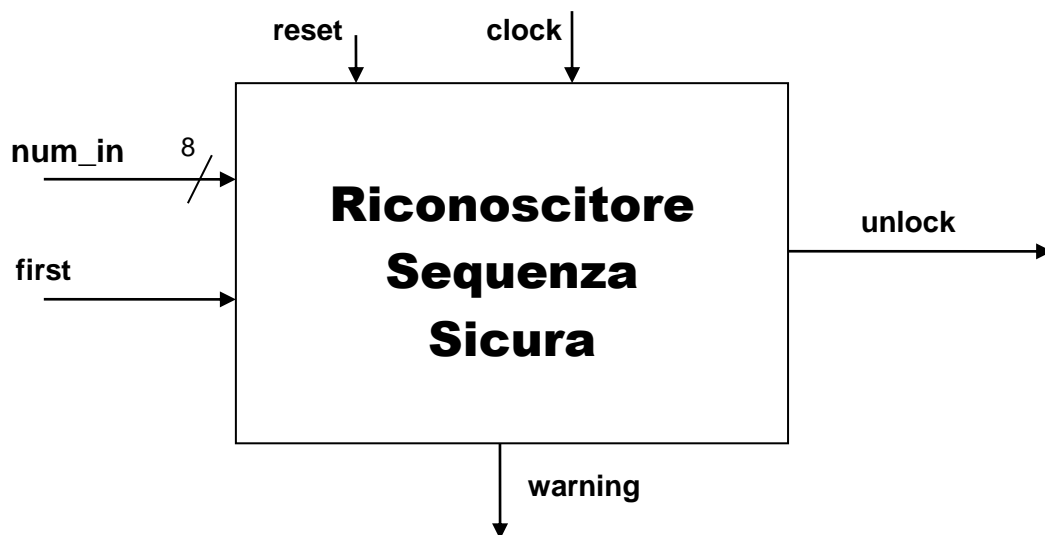 reset
clock
num_in
8
first
Riconoscitore
Sequenza
Sicura
unlock
warning